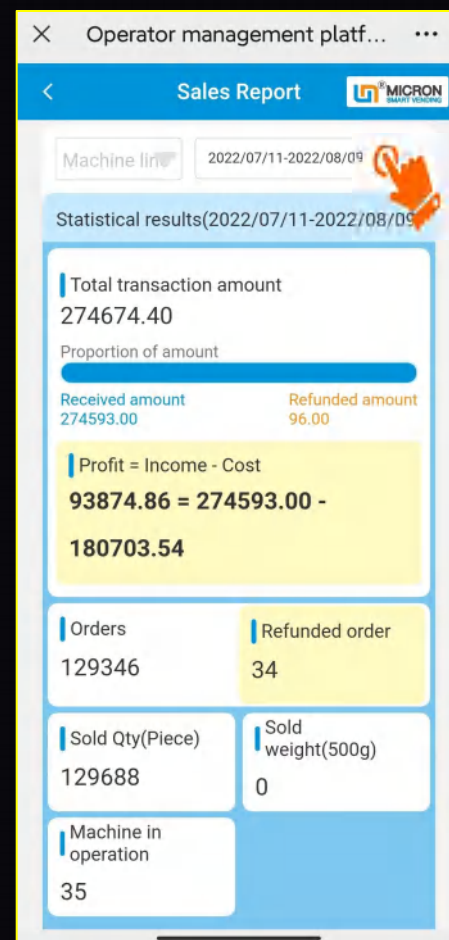 Operator management platf...
Sales Report
MICRON
SMART VENDING
Machine lin
2022/07/11-2022/08/09
Statistical results(2022/07/11-2022/08/09
Total transaction amount
274674.40
Proportion of amount
Received amount
Refunded amount
274593.00
96.00
Profit = Income - Cost
93874.86 = 274593.00 -
180703.54
Orders
Refunded order
129346
34
Sold Qty(Piece)
Sold
weight(500g)
129688
0
Machine in
operation
35